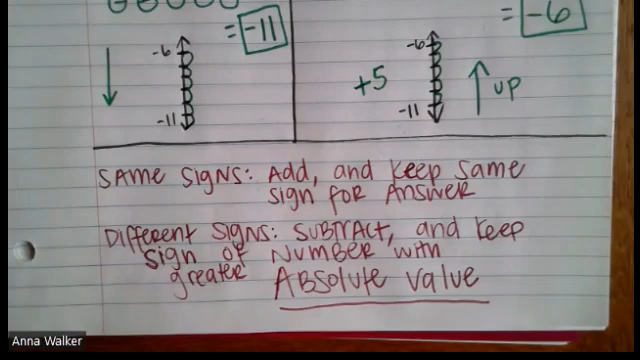 = -11
= -6
-6
-6
+5
UP
-11
-11
SAME SIGNS: ADD, AND KEEP SAME
SIGN FOR ANSWER
DIFFERENT SIGNS: SUBTRACT, AND KEEP
SIGN OF NUMBER WITH
greater ABSOLUTE VALUE
Anna Walker